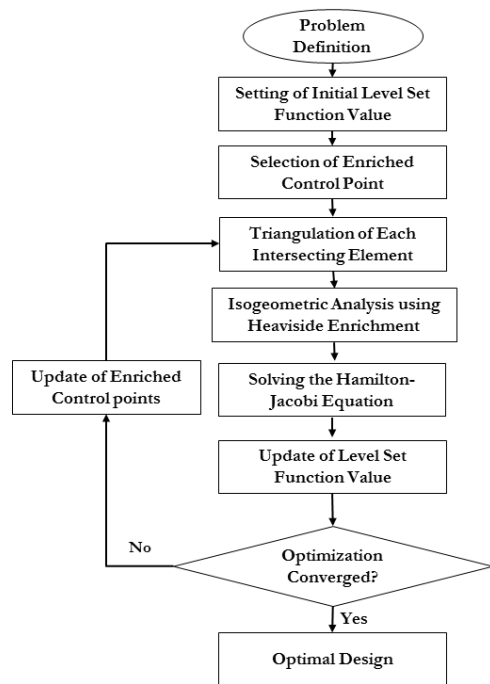 Problem
Definition
Setting of Initial Level Set
Function Value
Selection of Enriched
Control Point
Triangulation of Each
Intersecting Element
Isogeometric Analysis using
Heaviside Enrichment
Update of Enriched
Control points
Solving the Hamilton-
Jacobi Equation
Update of Level Set
Function Value
No
Optimization
Converged?
Yes
Optimal Design